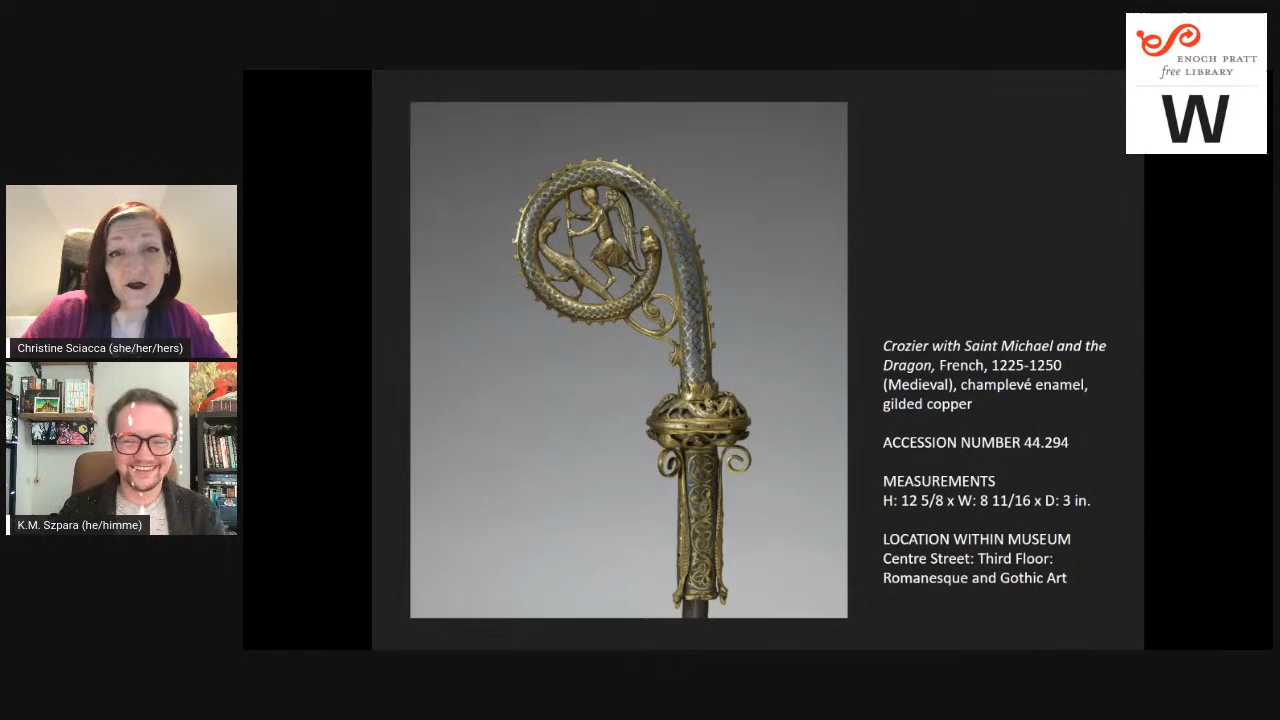 ENOCH PRATT
free LIBRARY
W
Christine Sciacca (she/her/hers)
K.M. Szpara (he/himme)
Crozier with Saint Michael and the
Dragon, French, 1225-1250
(Medieval), champlevé enamel,
gilded copper
ACCESSION NUMBER 44.294
MEASUREMENTS
H: 12 5/8 x W: 8 11/16 x D: 3 in.
LOCATION WITHIN MUSEUM
Centre Street: Third Floor:
Romanesque and Gothic Art